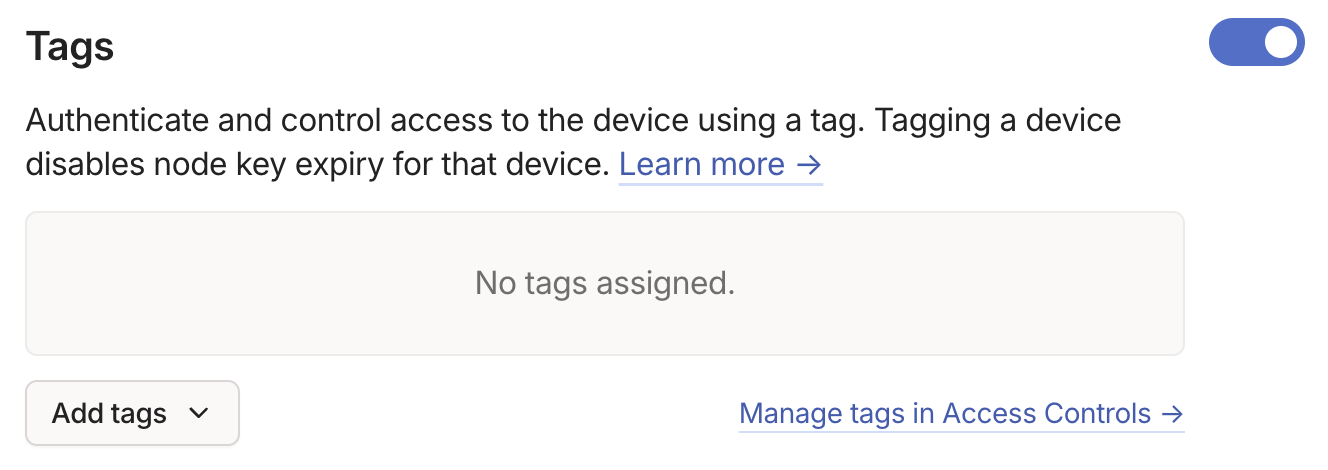 Tags
Authenticate and control access to the device using a tag. Tagging a device
disables node key expiry for that device. Learn more →
No tags assigned.
Add tags
Manage tags in Access Controls →